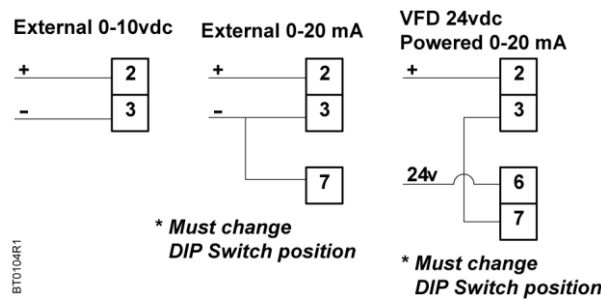 External 0-10vdc
+
2
-
3
BT0104R1
External 0-20 mA
+
2
-
3
7
* Must change
DIP Switch position
VFD 24vdc
Powered 0-20 mA
+
2
3
24v
6
7
* Must change
DIP Switch position